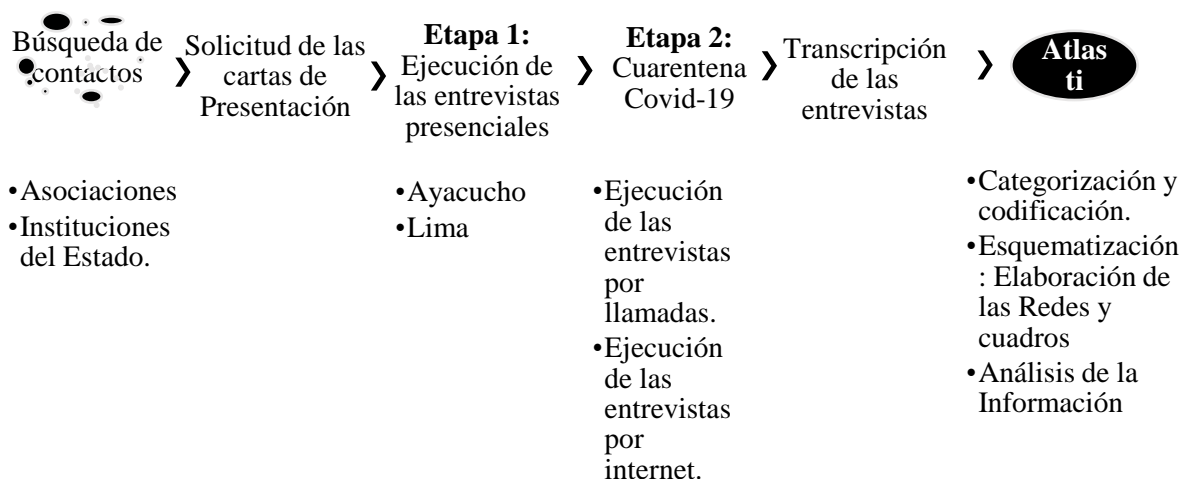 Búsqueda de
contactos
❯
Solicitud de las
cartas de
Presentación
❯
Etapa 1:
Ejecución de
las entrevistas
presenciales
❯
Etapa 2:
Cuarentena
Covid-19
❯
Transcripción
de las
entrevistas
❯
Atlas
ti
•Asociaciones
•Instituciones
del Estado.
•Ayacucho
•Lima
•Ejecución
de las
entrevistas
por
llamadas.
•Ejecución
de las
entrevistas
por
internet.
•Categorización y
codificación.
•Esquematización
: Elaboración de
las Redes y
cuadros
•Análisis de la
Información